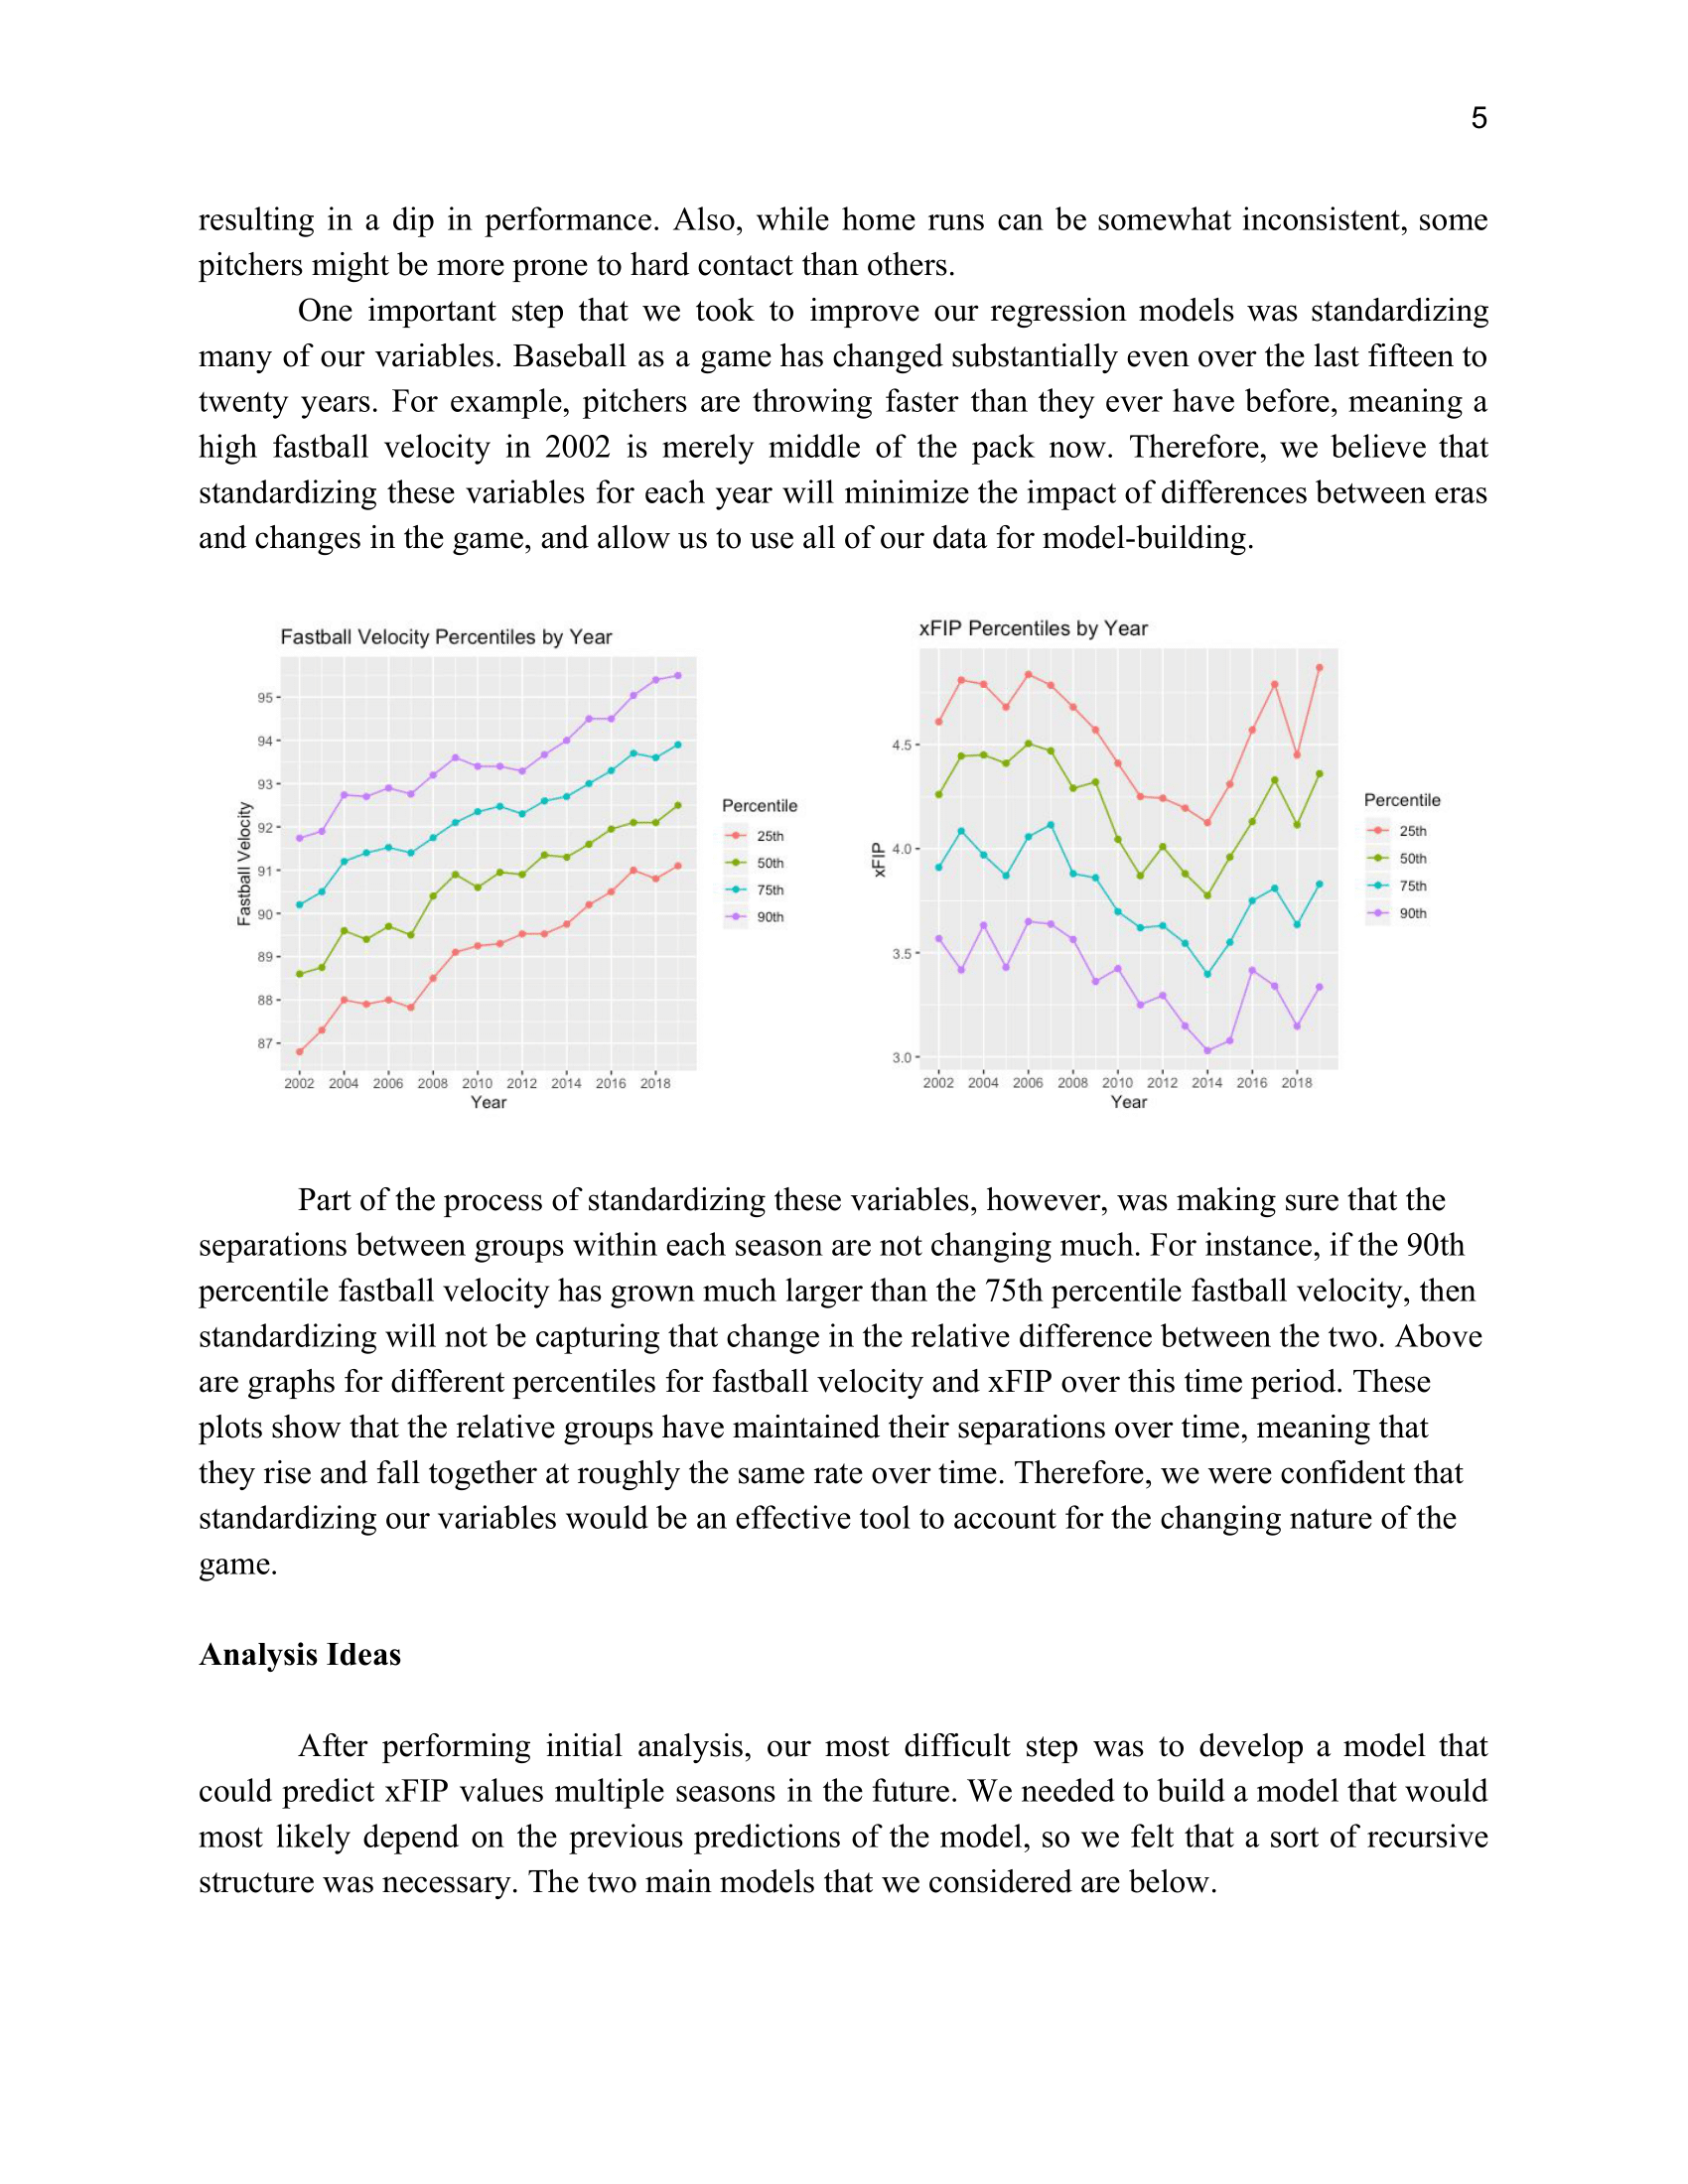 5
resulting in a dip in performance. Also, while home runs can be somewhat inconsistent, some
pitchers might be more prone to hard contact than others.
One important step that we took to improve our regression models was standardizing
many of our variables. Baseball as a game has changed substantially even over the last fifteen to
twenty years. For example, pitchers are throwing faster than they ever have before, meaning a
high fastball velocity in 2002 is merely middle of the pack now. Therefore, we believe that
standardizing these variables for each year will minimize the impact of differences between eras
and changes in the game, and allow us to use all of our data for model-building.
Fastball Velocity Percentiles by Year
95
94
93
92
91
90
89
88
87
Fastball Velocity
2002 2004 2006 2008 2010 2012 2014 2016 2018
Year
Percentile
25th
50th
75th
90th
xFIP Percentiles by Year
4.5
4.0
3.5
3.0
xFIP
2002 2004 2006 2008 2010 2012 2014 2016 2018
Year
Percentile
25th
50th
75th
90th
Part of the process of standardizing these variables, however, was making sure that the
separations between groups within each season are not changing much. For instance, if the 90th
percentile fastball velocity has grown much larger than the 75th percentile fastball velocity, then
standardizing will not be capturing that change in the relative difference between the two. Above
are graphs for different percentiles for fastball velocity and xFIP over this time period. These
plots show that the relative groups have maintained their separations over time, meaning that
they rise and fall together at roughly the same rate over time. Therefore, we were confident that
standardizing our variables would be an effective tool to account for the changing nature of the
game.
Analysis Ideas
After performing initial analysis, our most difficult step was to develop a model that
could predict xFIP values multiple seasons in the future. We needed to build a model that would
most likely depend on the previous predictions of the model, so we felt that a sort of recursive
structure was necessary. The two main models that we considered are below.